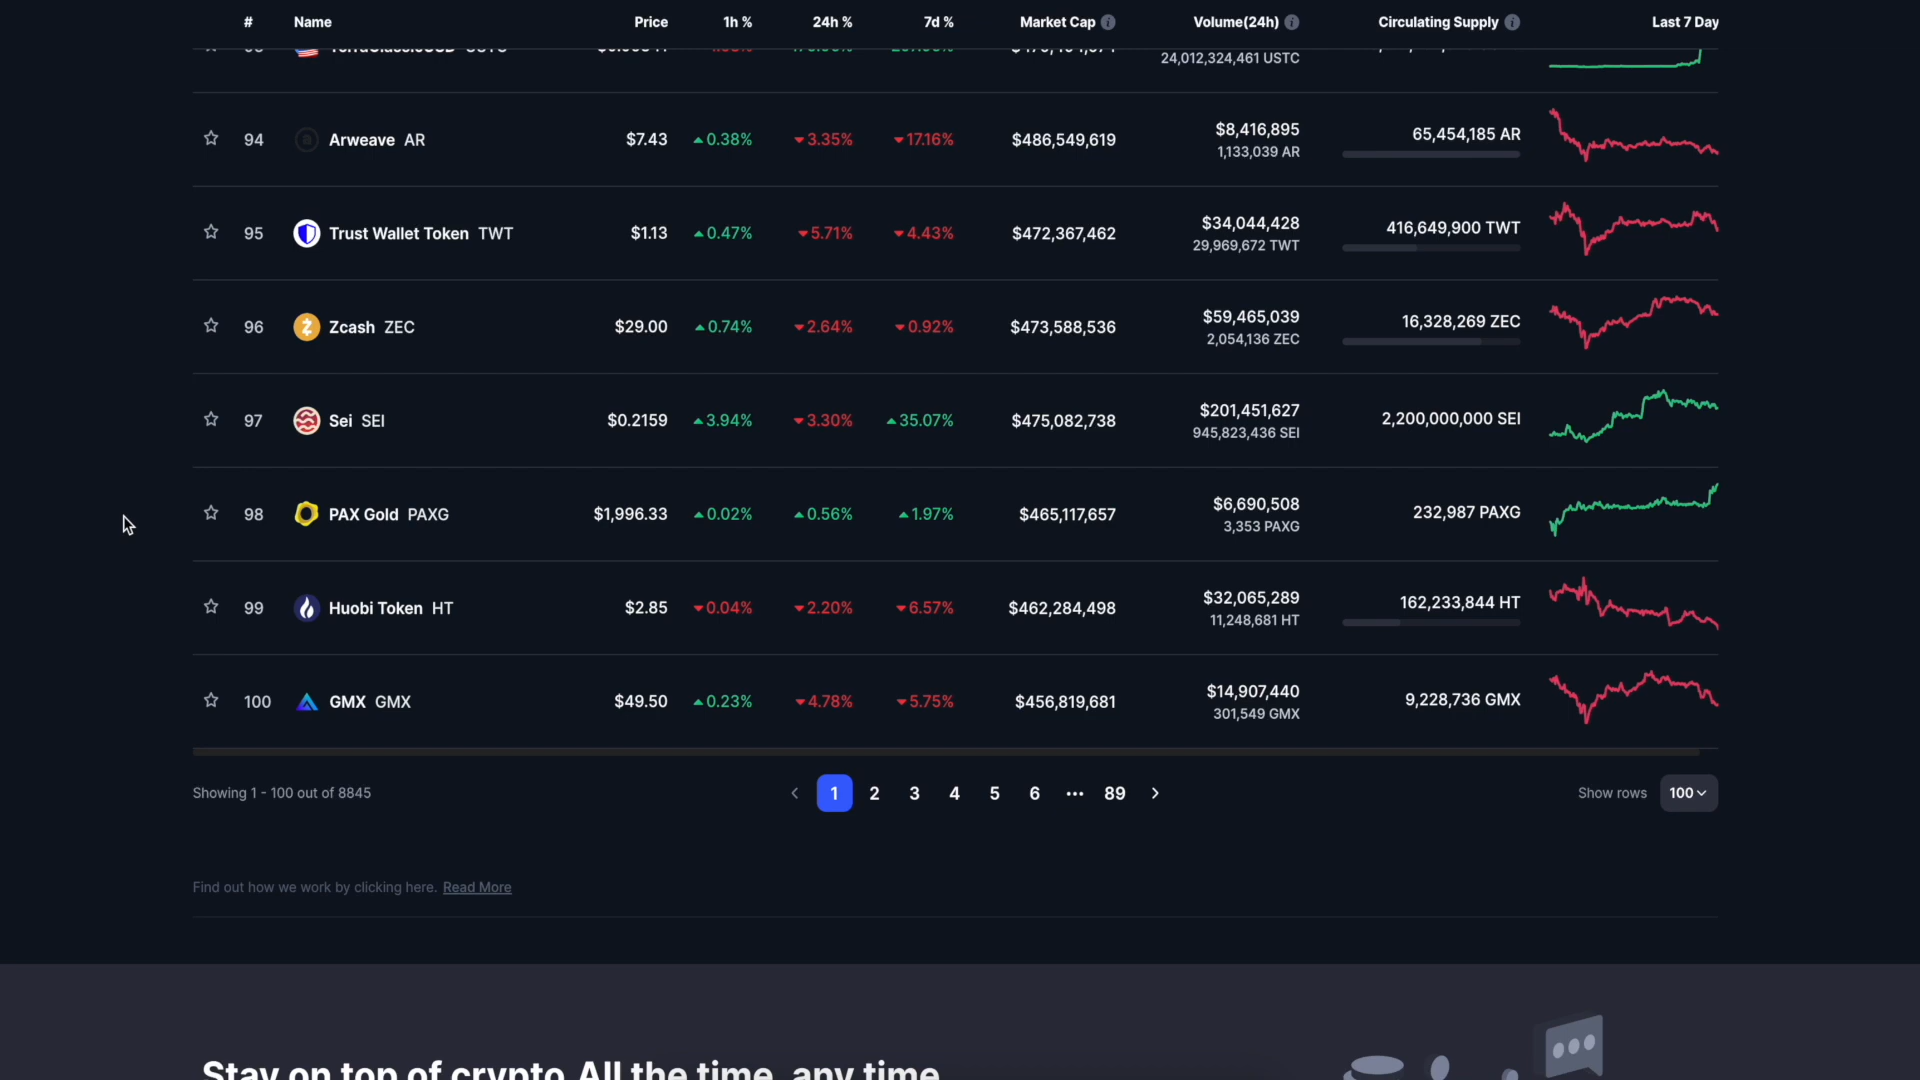 # Name Price 1h % 24h % 7d % Market Cap Volume(24h) Circulating Supply Last 7 Day
24,012,324,461 USTC
94 Arweave AR $7.43 0.38% 3.35% 17.16% $486,549,619 $8,416,895 65,454,185 AR
1,133,039 AR
95 Trust Wallet Token TWT $1.13 0.47% 5.71% 4.43% $472,367,462 $34,044,428 416,649,900 TWT
29,969,672 TWT
96 Zcash ZEC $29.00 0.74% 2.64% 0.92% $473,588,536 $59,465,039 16,328,269 ZEC
2,054,136 ZEC
97 Sei SEI $0.2159 3.94% 3.30% 35.07% $475,082,738 $201,451,627 2,200,000,000 SEI
945,823,436 SEI
98 PAX Gold PAXG $1,996.33 0.02% 0.56% 1.97% $465,117,657 $6,690,508 232,987 PAXG
3,353 PAXG
99 Huobi Token HT $2.85 0.04% 2.20% 6.57% $462,284,498 $32,065,289 162,233,844 HT
11,248,681 HT
100 GMX GMX $49.50 0.23% 4.78% 5.75% $456,819,681 $14,907,440 9,228,736 GMX
301,549 GMX
Showing 1 - 100 out of 8845 1 2 3 4 5 6 ••• 89 Show rows 100
Find out how we work by clicking here. Read More
Stay on top of crypto. All the time, any time.